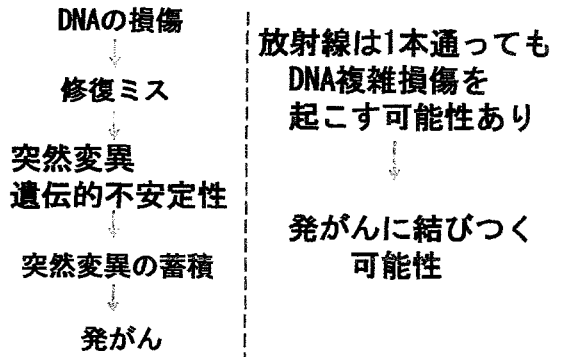 DNAの損傷
修復ミス
突然変異
遺伝的不安定性
突然変異の蓄積
発がん
放射線は1本通っても
DNA複雑損傷を
起こす可能性あり
発がんに結びつく
可能性